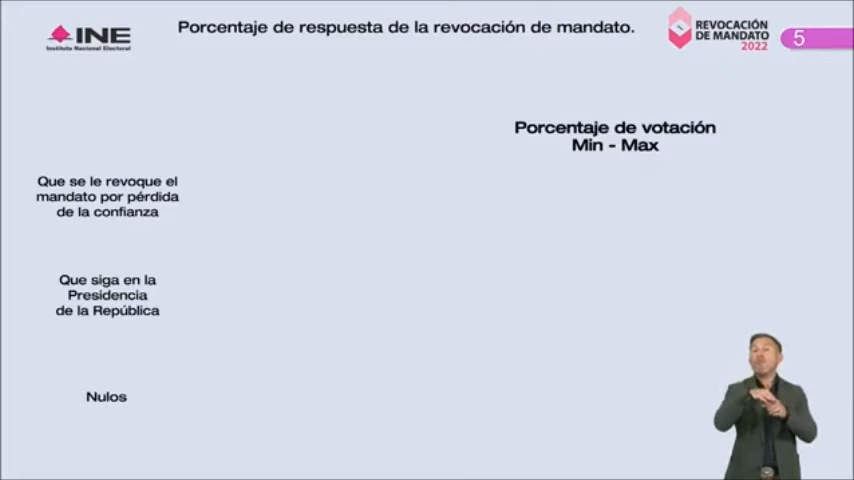 INE
Instituto Nacional Electoral
Porcentaje de respuesta de la revocación de mandato.
REVOCACIÓN
DE MANDATO
2022
5
Porcentaje de votación
Min - Max
Que se le revoque el
mandato por pérdida
de la confianza
Que siga en la
Presidencia
de la República
Nulos